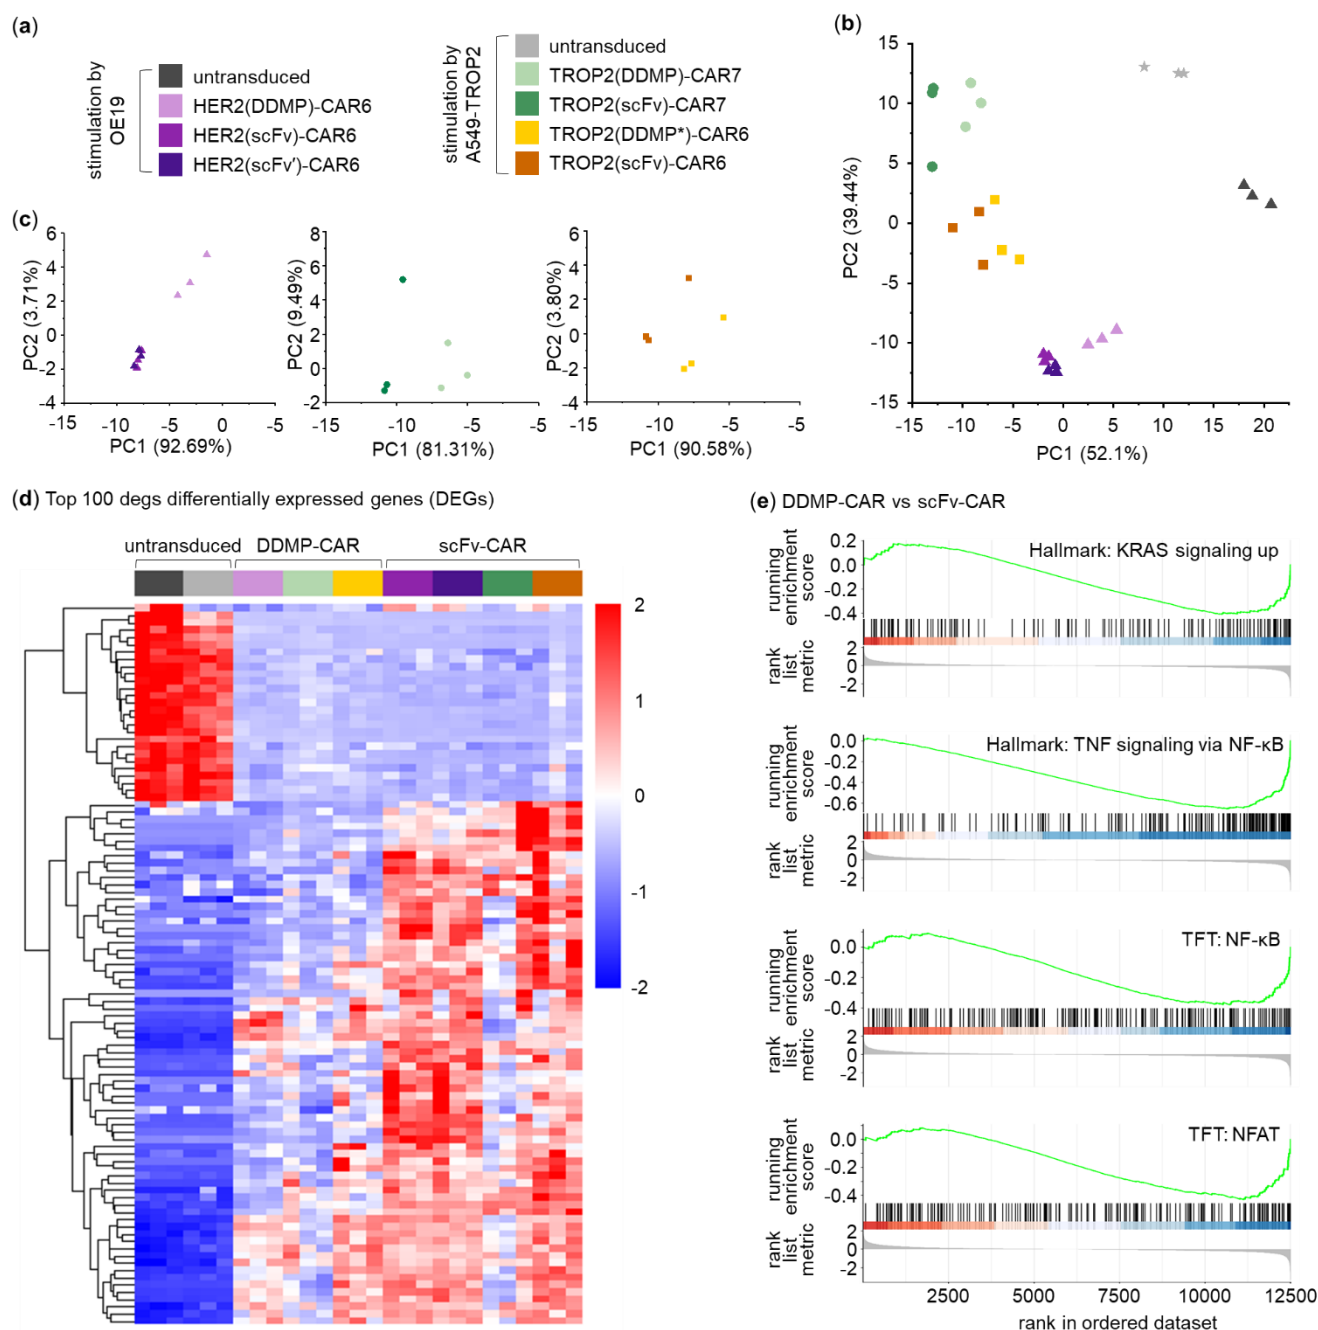 (a)
stimulation by
OE19
untransduced
HER2(DDMP)-CAR6
HER2(scFv)-CAR6
HER2(scFv')-CAR6
stimulation by
A549-TROP2
untransduced
TROP2(DDMP)-CAR7
TROP2(scFv)-CAR7
TROP2(DDMP*)-CAR6
TROP2(scFv)-CAR6
(b)
15
10
5
0
-5
-10
-15
PC2 (39.44%)
-15 -10 -5 0 5 10 15 20
PC1 (52.1%)
(c)
6
4
2
0
-2
-4
PC2 (3.71%)
-15 -10 -5 0
PC1 (92.69%)
8
6
4
2
0
-2
PC2 (9.49%)
-15 -10 -5
PC1 (81.31%)
6
4
2
0
-2
-4
PC2 (3.80%)
-15 -10 -5 -5
PC1 (90.58%)
(d) Top 100 degs differentially expressed genes (DEGs)
untransduced DDMP-CAR scFv-CAR
2
1
0
-1
-2
(e) DDMP-CAR vs scFv-CAR
Hallmark: KRAS signaling up
running
enrichment
score
0.2
0.0
-0.2
-0.4
rank
list
metric
2
0
-2
Hallmark: TNF signaling via NF-κB
running
enrichment
score
0.0
-0.2
-0.4
-0.6
rank
list
metric
2
0
-2
TFT: NF-κB
running
enrichment
score
0.0
-0.2
-0.4
rank
list
metric
2
0
-2
TFT: NFAT
running
enrichment
score
0.0
-0.2
-0.4
rank
list
metric
2
0
-2
2500 5000 7500 10000 12500
rank in ordered dataset